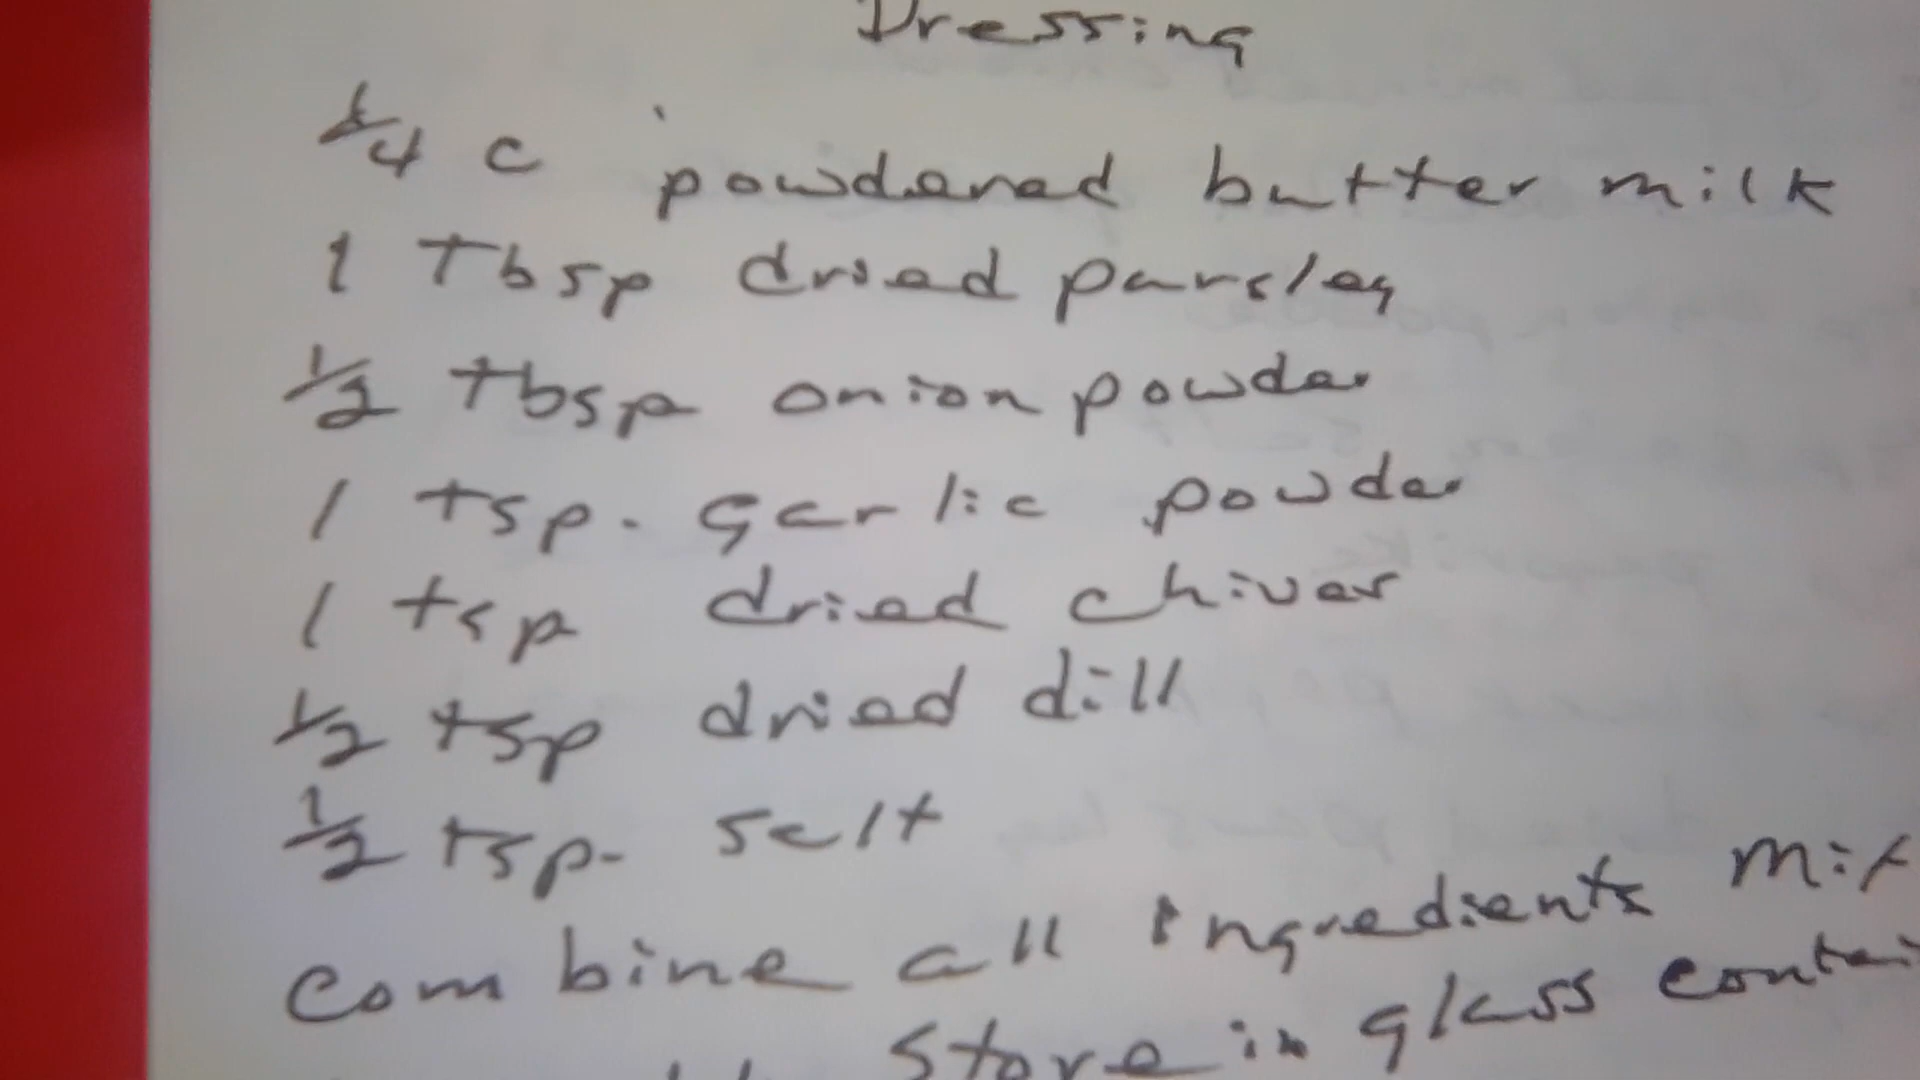 Dressing
1/4 c powdered butter milk
1 Tbsp dried parsley
1/2 tbsp onion powder
1 tsp. garlic powder
1 tsp dried chives
1/2 tsp dried dill
1/2 tsp. salt
combine all Ingredients mix
store in glass contai